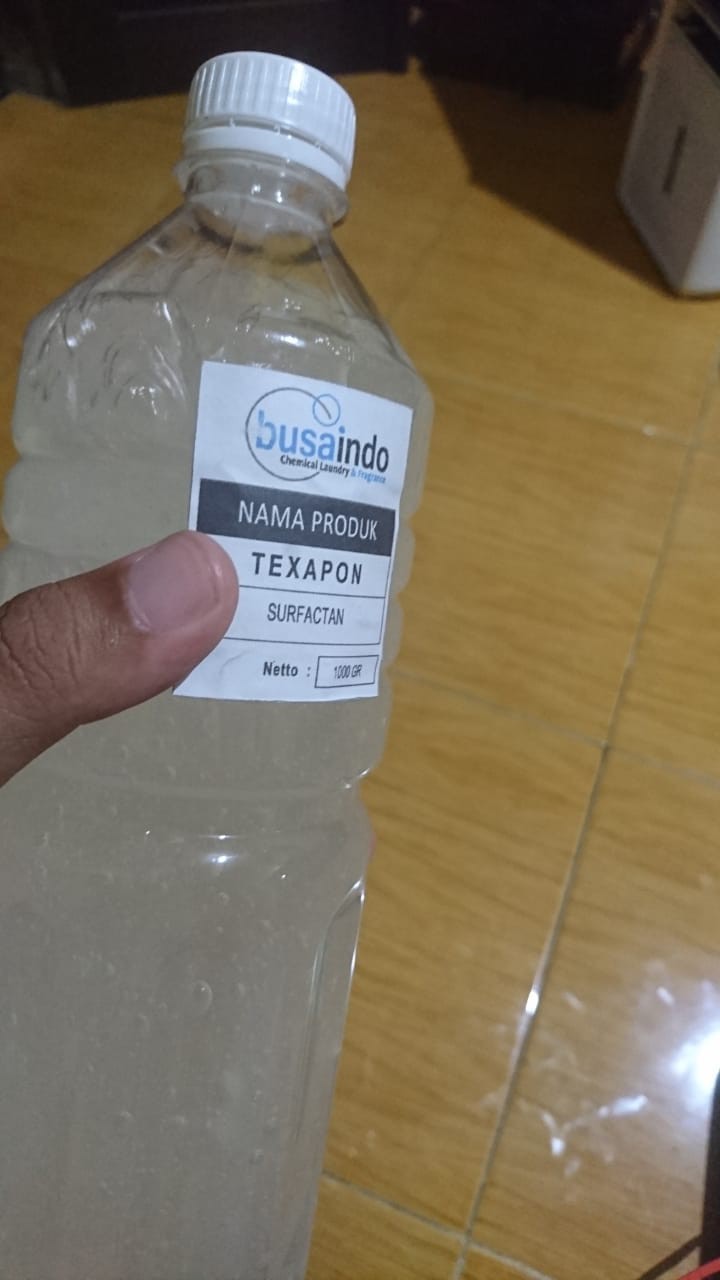 busaindo
Chemical Laundry & Fragrance
NAMA PRODUK
TEXAPON
SURFACTAN
Netto : 1000 GR